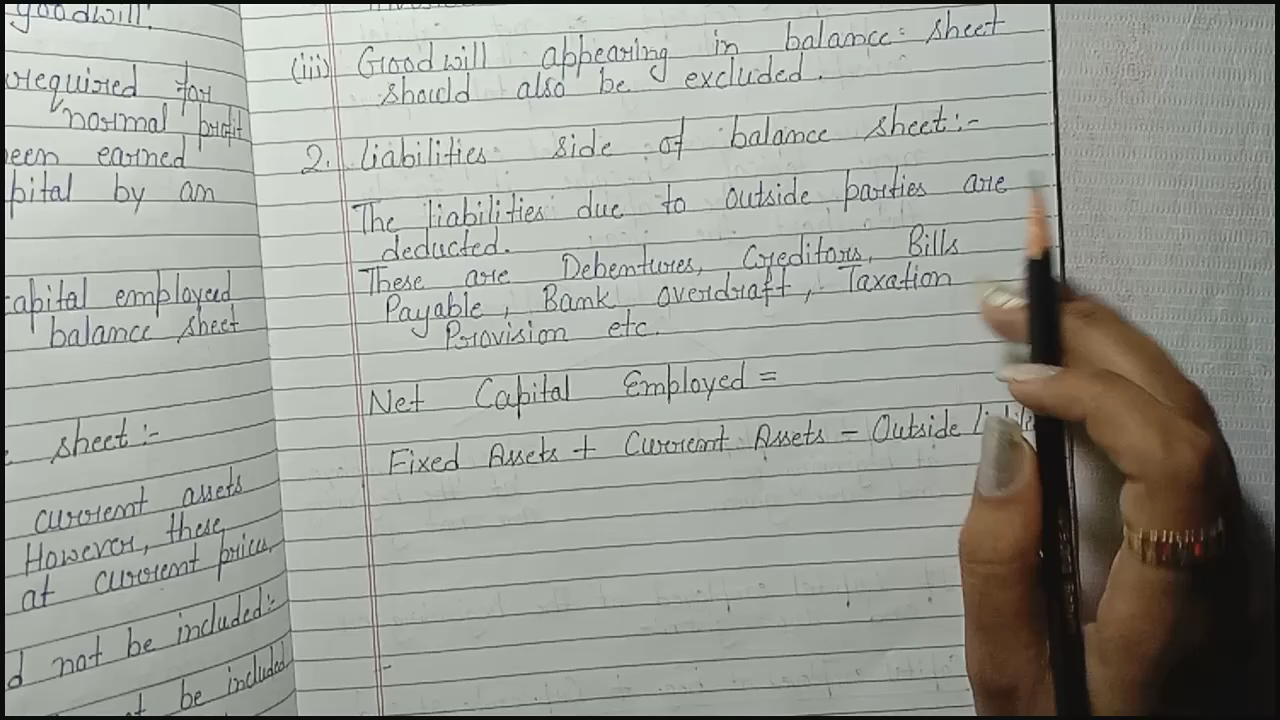 goodwill.
required for
normal profit
been earned
by an
capital employed
balance sheet
sheet :-
current assets
However, these
at current prices.
not be included:-
be included
(iii) Goodwill appearing in balance sheet
should also be excluded.
2. Liabilities side of balance sheet:-
The liabilities due to outside parties are
deducted.
These are Debentures, Creditors, Bills
Payable, Bank overdraft, Taxation
Provision etc.
Net Capital Employed =
Fixed Assets + Current Assets - Outside